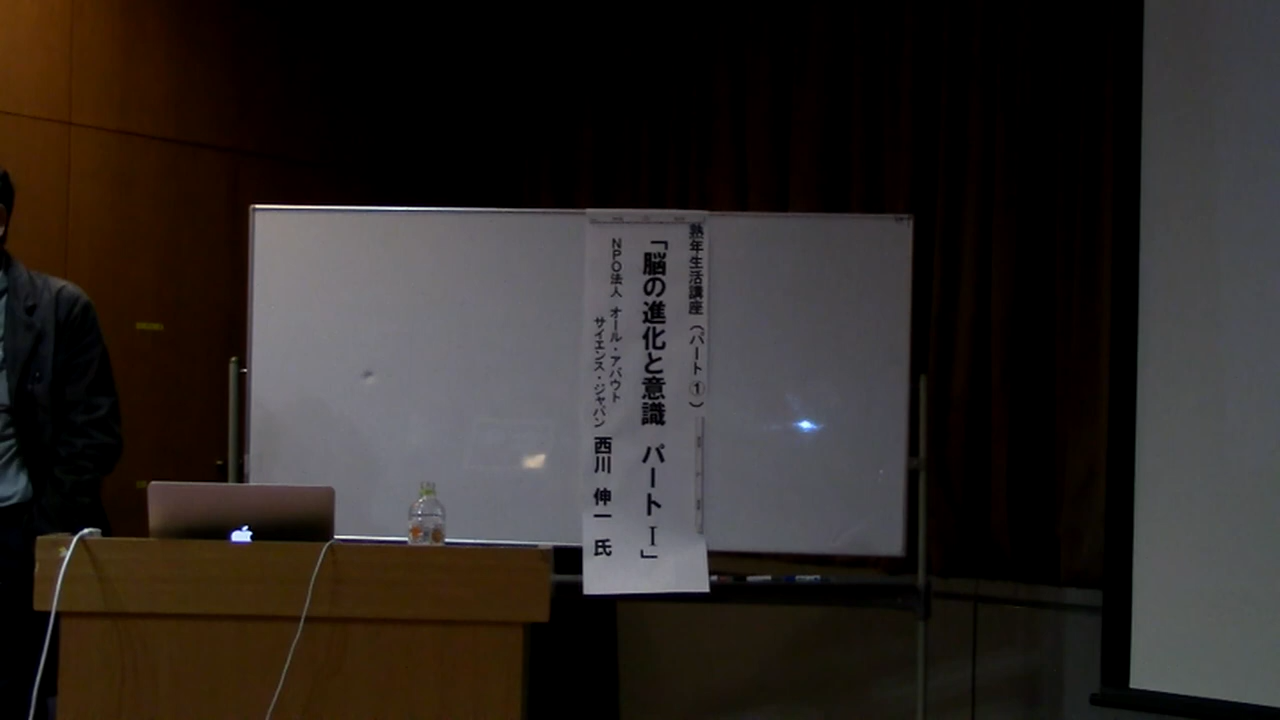 熟年生活講座（パート①）
「脳の進化と意識　パートⅠ」
NPO法人　オール・アバウト
サイエンス・ジャパン　西川　伸一　氏